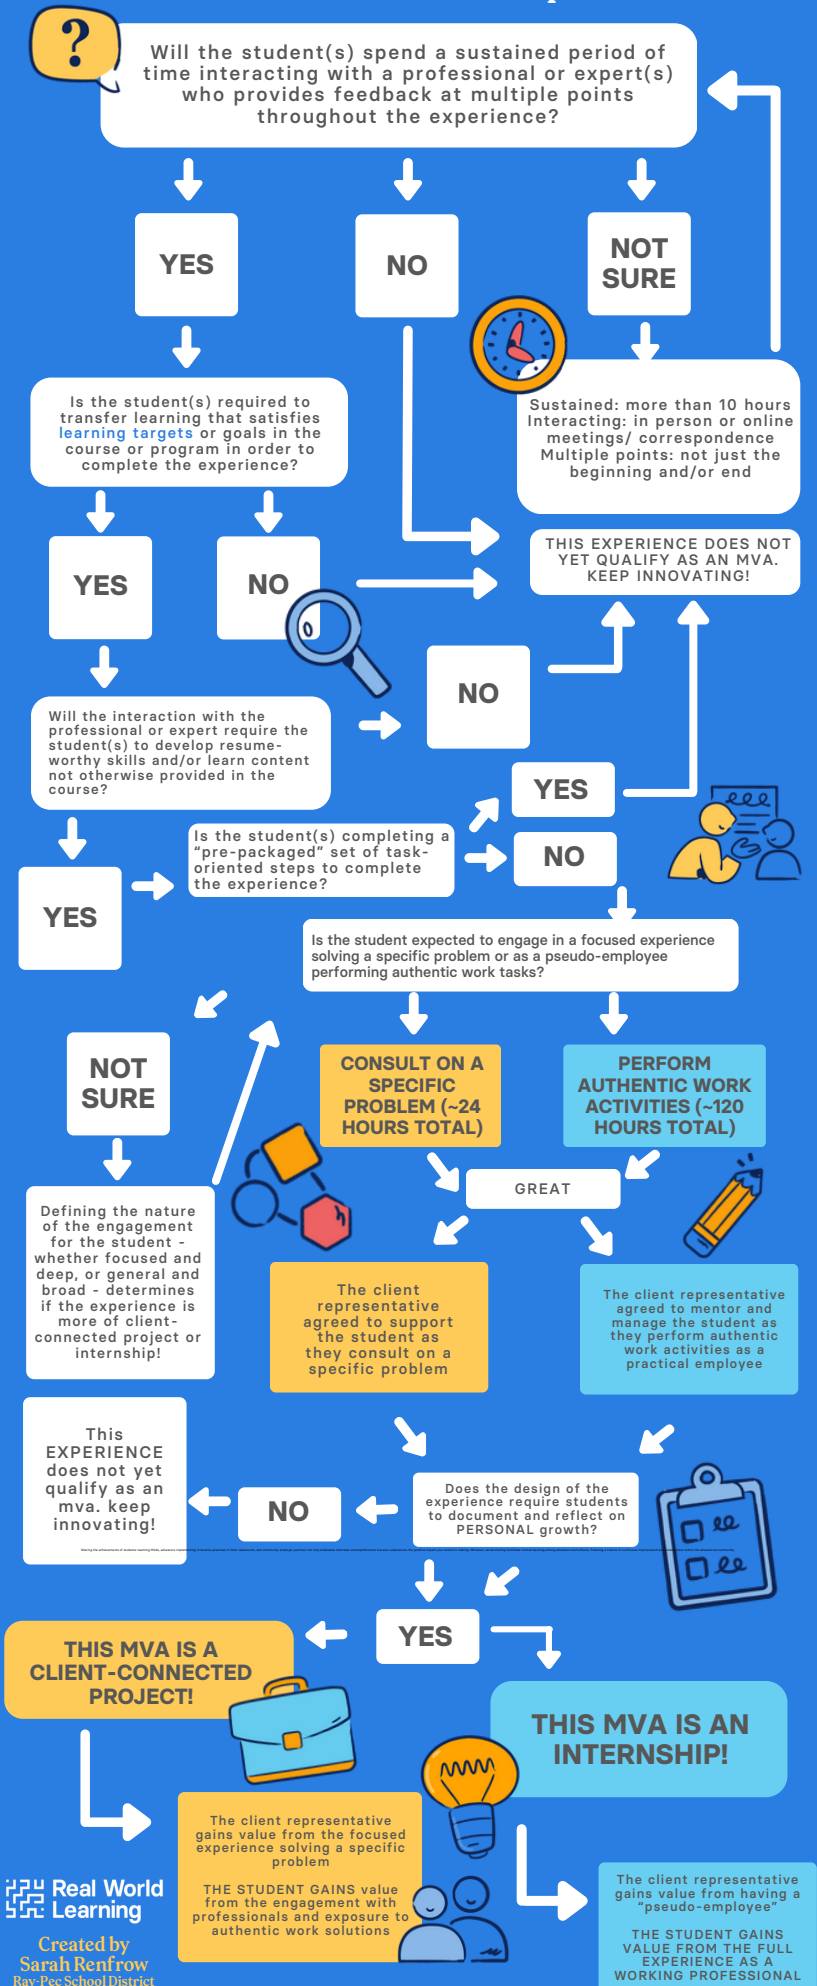 ?
Will the student(s) spend a sustained period of
time interacting with a professional or expert(s)
who provides feedback at multiple points
throughout the experience?
YES
NO
NOT
SURE
Is the student(s) required to
transfer learning that satisfies
learning targets or goals in the
course or program in order to
complete the experience?
Sustained: more than 10 hours
Interacting: in person or online
meetings/ correspondence
Multiple points: not just the
beginning and/or end
YES
NO
THIS EXPERIENCE DOES NOT
YET QUALIFY AS AN MVA.
KEEP INNOVATING!
NO
Will the interaction with the
professional or expert require the
student(s) to develop resume-
worthy skills and/or learn content
not otherwise provided in the
course?
YES
Is the student(s) completing a
“pre-packaged” set of task-
oriented steps to complete
the experience?
YES
NO
Is the student expected to engage in a focused experience
solving a specific problem or as a pseudo-employee
performing authentic work tasks?
NOT
SURE
CONSULT ON A
SPECIFIC
PROBLEM (~24
HOURS TOTAL)
PERFORM
AUTHENTIC WORK
ACTIVITIES (~120
HOURS TOTAL)
GREAT
Defining the nature
of the engagement
for the student -
whether focused and
deep, or general and
broad - determines
if the experience is
more of client-
connected project or
internship!
The client
representative
agreed to support
the student as
they consult on a
specific problem
The client representative
agreed to mentor and
manage the student as
they perform authentic
work activities as a
practical employee
This
EXPERIENCE
does not yet
qualify as an
mva. keep
innovating!
NO
Does the design of the
experience require students
to document and reflect on
PERSONAL growth?
YES
THIS MVA IS A
CLIENT-CONNECTED
PROJECT!
THIS MVA IS AN
INTERNSHIP!
The client representative
gains value from the focused
experience solving a specific
problem
THE STUDENT GAINS value
from the engagement with
professionals and exposure to
authentic work solutions
The client representative
gains value from having a
“pseudo-employee”
THE STUDENT GAINS
VALUE FROM THE FULL
EXPERIENCE AS A
WORKING PROFESSIONAL
Real World
Learning
Created by
Sarah Renfrow
Ray-Pec School District